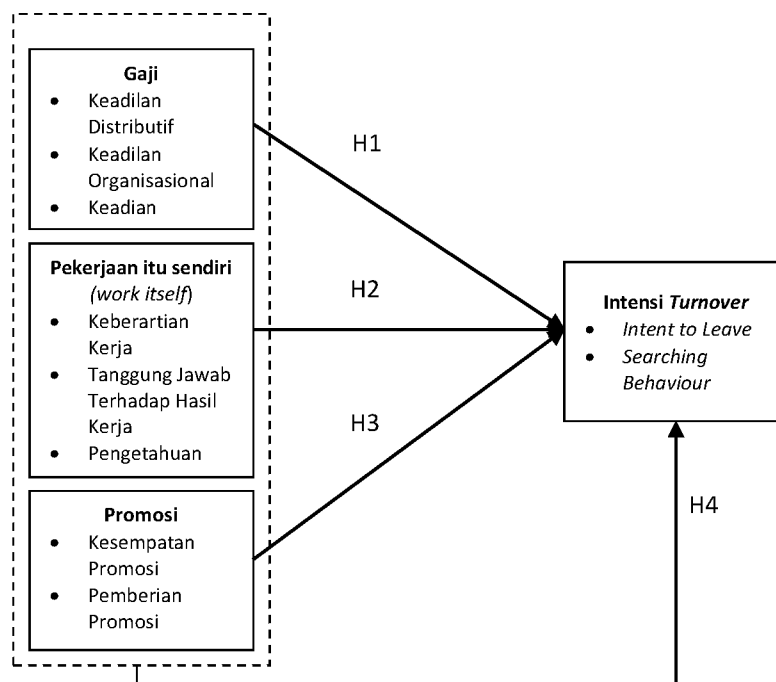 Gaji
• Keadilan
Distributif
• Keadilan
Organisasional
• Keadian
Pekerjaan itu sendiri
(work itself)
• Keberartian
Kerja
• Tanggung Jawab
Terhadap Hasil
Kerja
• Pengetahuan
Promosi
• Kesempatan
Promosi
• Pemberian
Promosi
H1
H2
H3
Intensi Turnover
• Intent to Leave
• Searching
Behaviour
H4